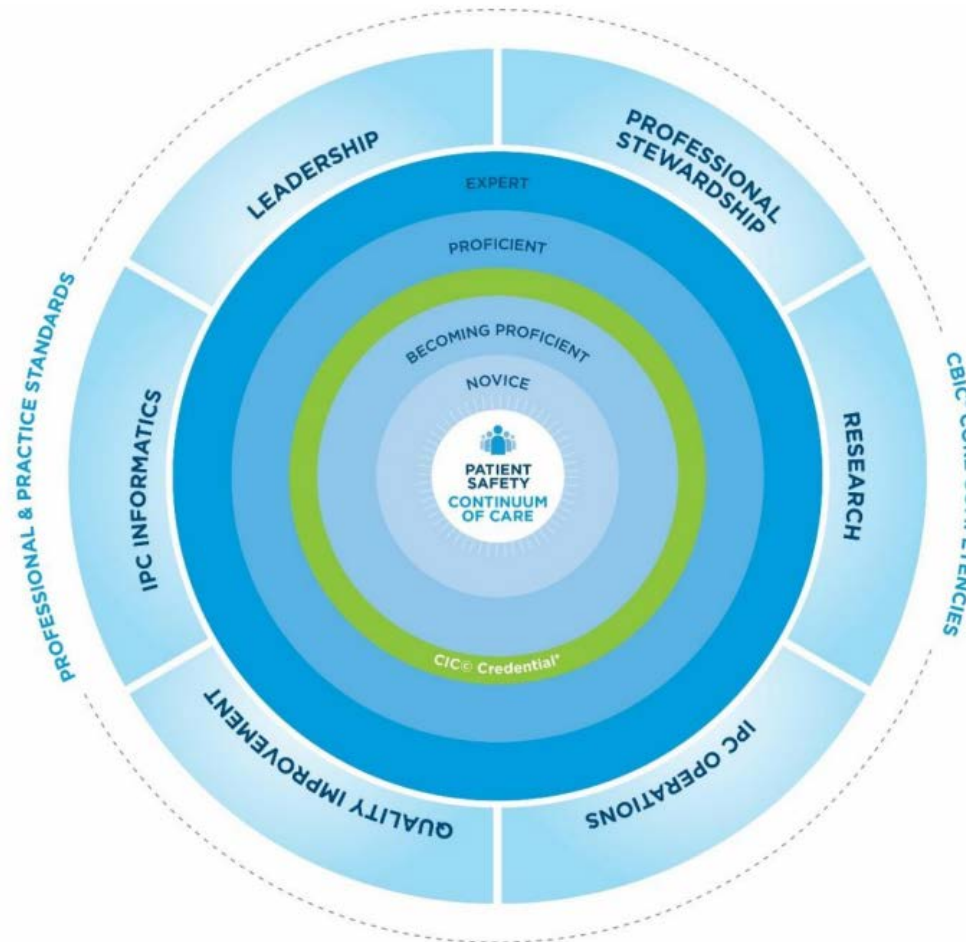 LEADERSHIP
PROFESSIONAL
STEWARDSHIP
EXPERT
PROFICIENT
BECOMING PROFICIENT
NOVICE
PATIENT
SAFETY
CONTINUUM
OF CARE
CIC© Credential*
PROFESSIONAL & PRACTICE STANDARDS
IPC INFORMATICS
RESEARCH
CBIC®
QUALITY IMPROVEMENT
IPC OPERATIONS